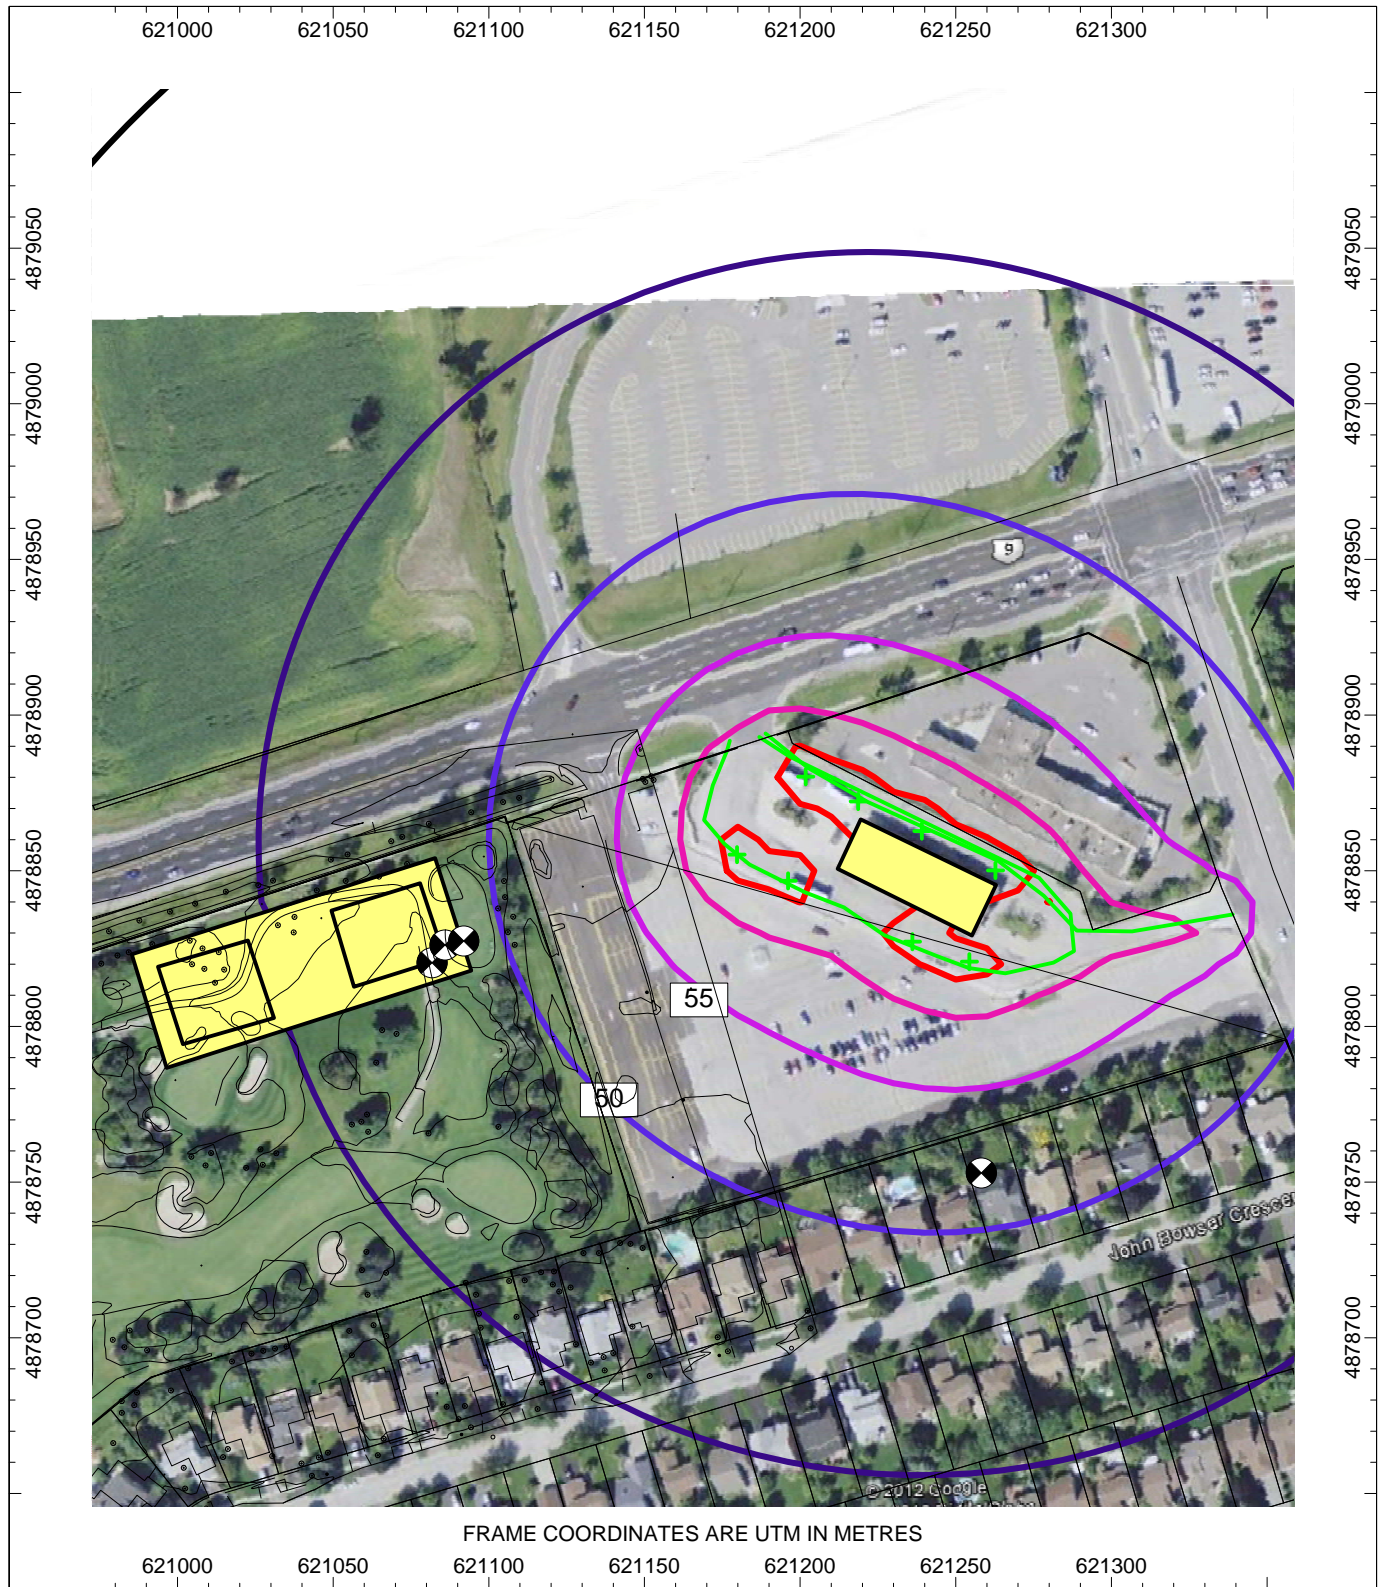 621000 621050 621100 621150 621200 621250 621300
4879050 4879050
4879000 4879000
4878950 4878950
9
4878900 4878900
4878850 4878850
4878800 4878800
55
60
4878750 4878750
John Bowser Crescen
4878700 4878700
© 2012 Google
FRAME COORDINATES ARE UTM IN METRES
621000 621050 621100 621150 621200 621250 621300